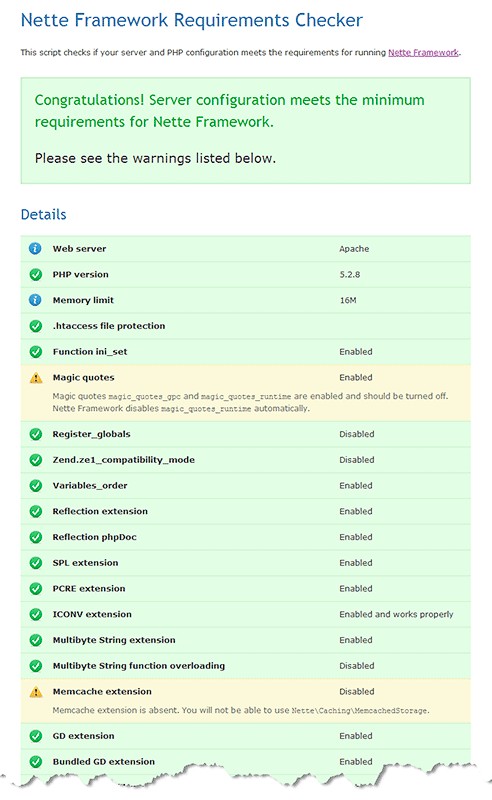 Nette Framework Requirements Checker
This script checks if your server and PHP configuration meets the requirements for running Nette Framework.
Congratulations! Server configuration meets the minimum
requirements for Nette Framework.
Please see the warnings listed below.
Details
Web server Apache
PHP version 5.2.8
Memory limit 16M
.htaccess file protection
Function ini_set Enabled
Magic quotes Enabled
Magic quotes magic_quotes_gpc and magic_quotes_runtime are enabled and should be turned off.
Nette Framework disables magic_quotes_runtime automatically.
Register_globals Disabled
Zend.ze1_compatibility_mode Disabled
Variables_order Enabled
Reflection extension Enabled
Reflection phpDoc Enabled
SPL extension Enabled
PCRE extension Enabled
ICONV extension Enabled and works properly
Multibyte String extension Enabled
Multibyte String function overloading Disabled
Memcache extension Disabled
Memcache extension is absent. You will not be able to use Nette\Caching\MemcachedStorage.
GD extension Enabled
Bundled GD extension Enabled